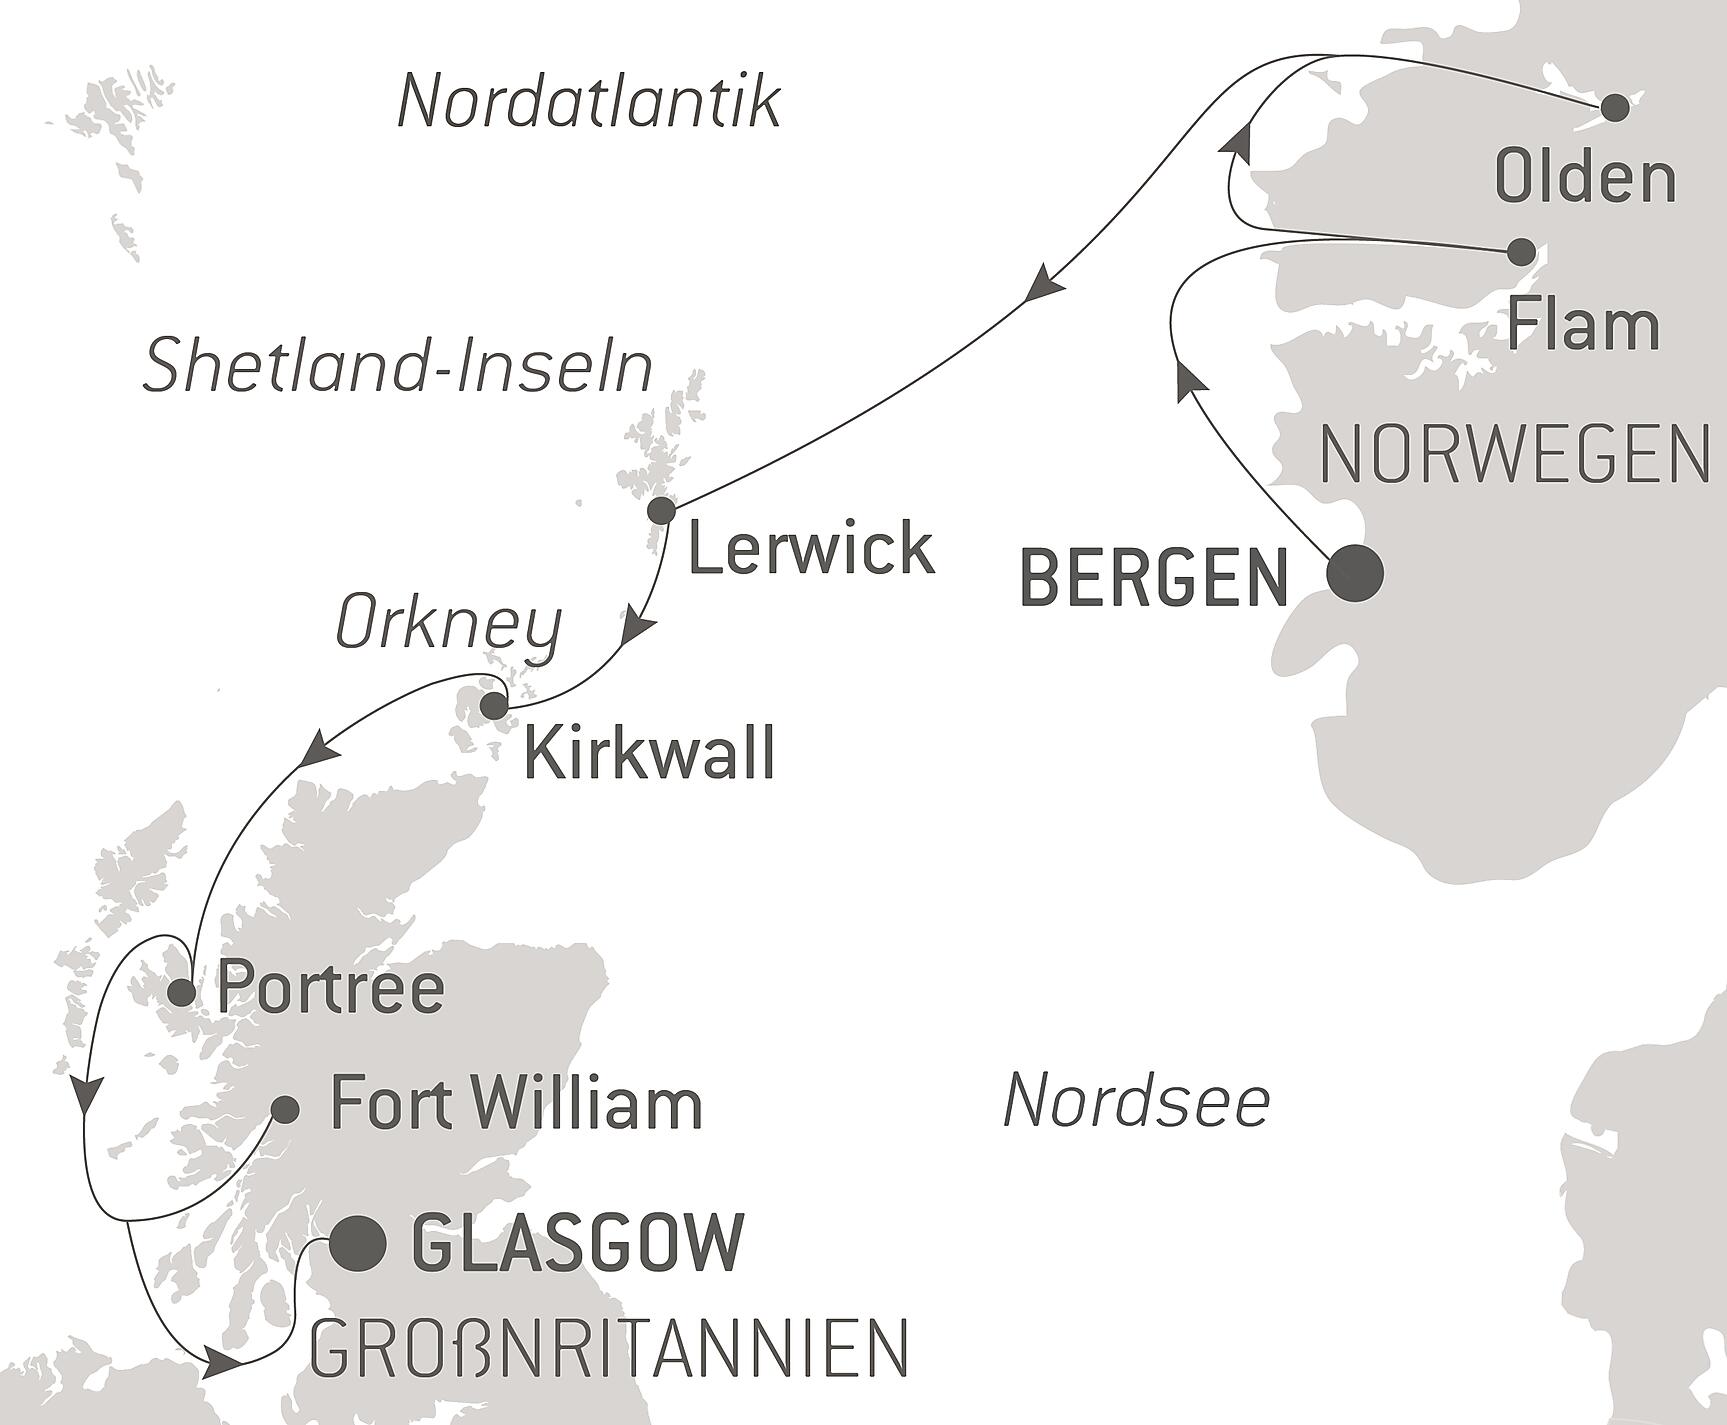 Nordatlantik
Olden
Flam
Shetland-Inseln
NORWEGEN
Lerwick
BERGEN
Orkney
Kirkwall
Portree
Fort William
Nordsee
GLASGOW
GROẞNRITANNIEN